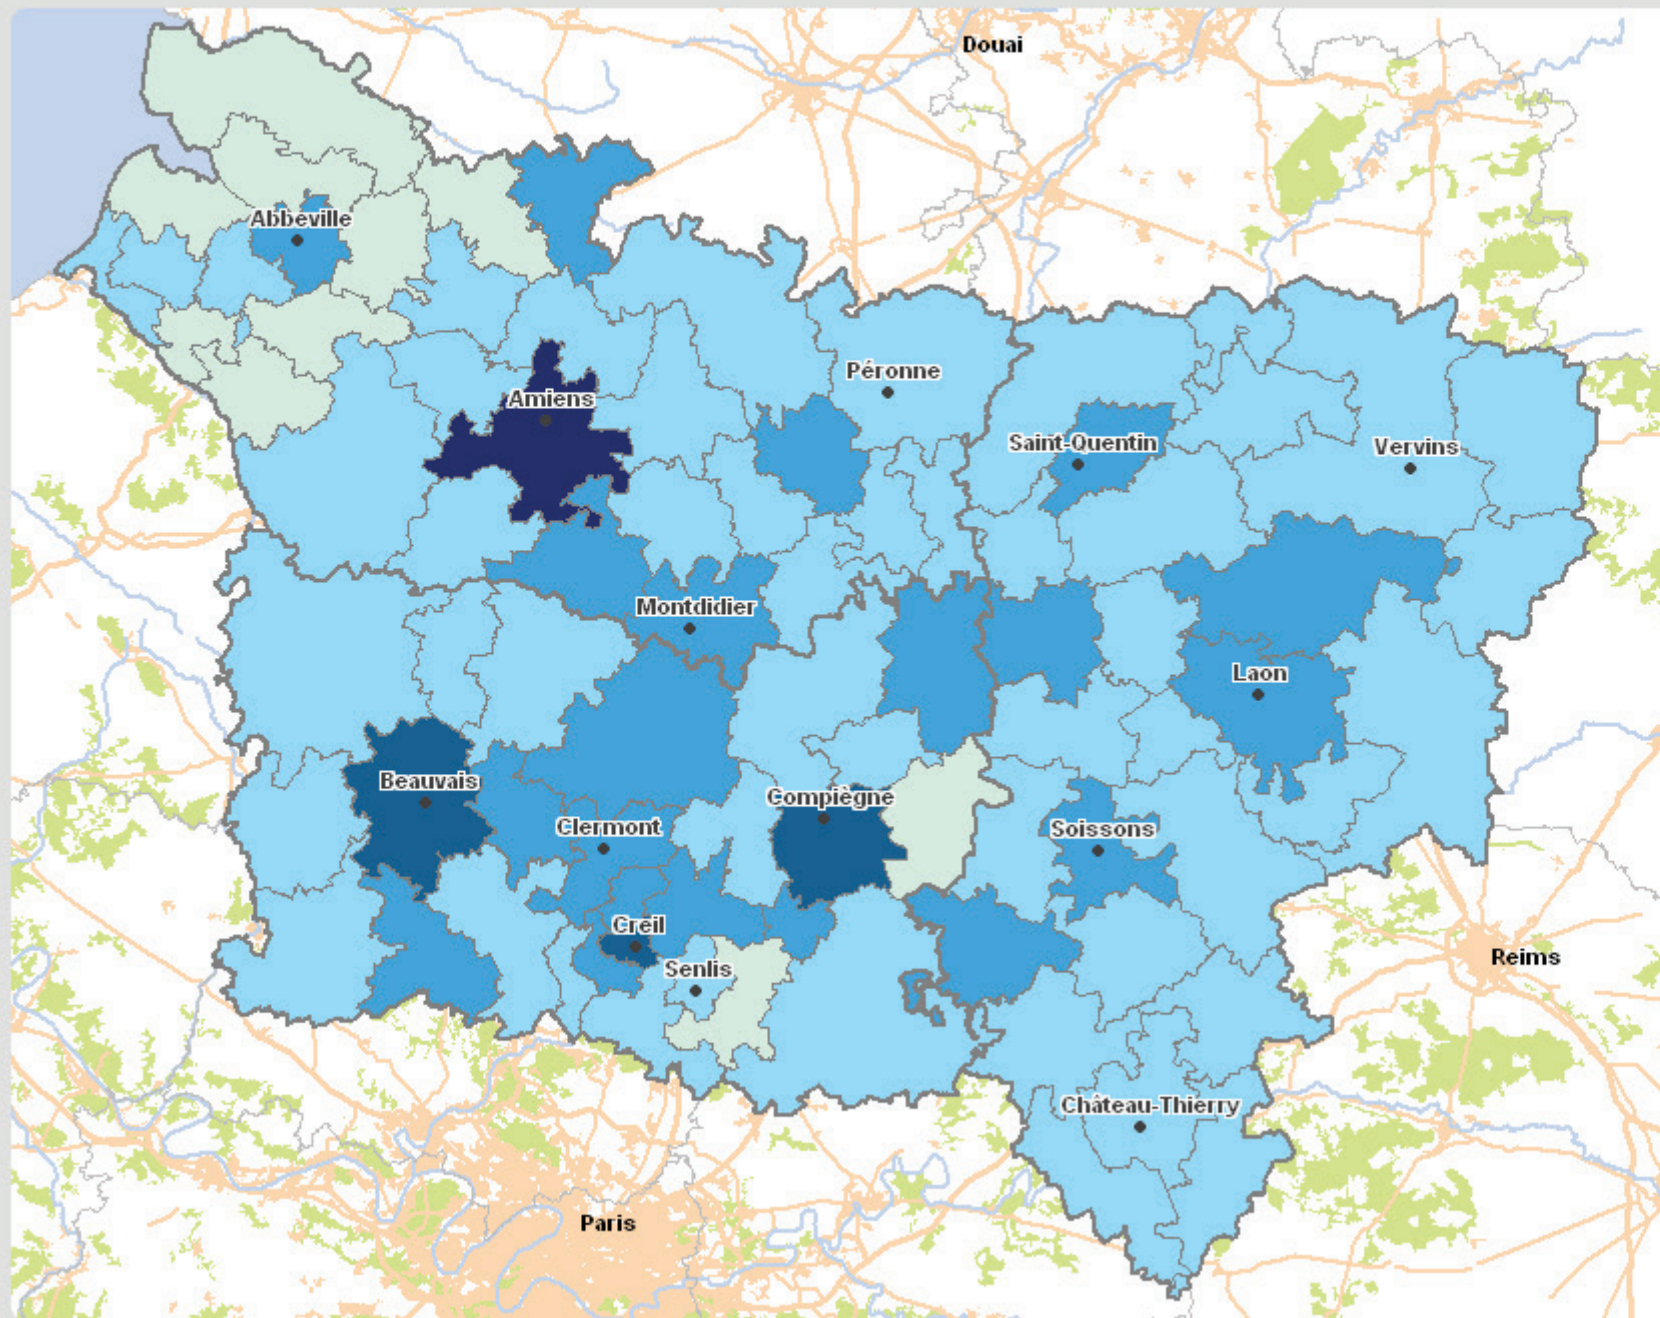 Douai
Abbeville
Péronne
Amiens
Saint-Quentin
Vervins
Montdidier
Laon
Beauvais
Compiègne
Clermont
Soissons
Creil
Reims
Senlis
Château-Thierry
Paris